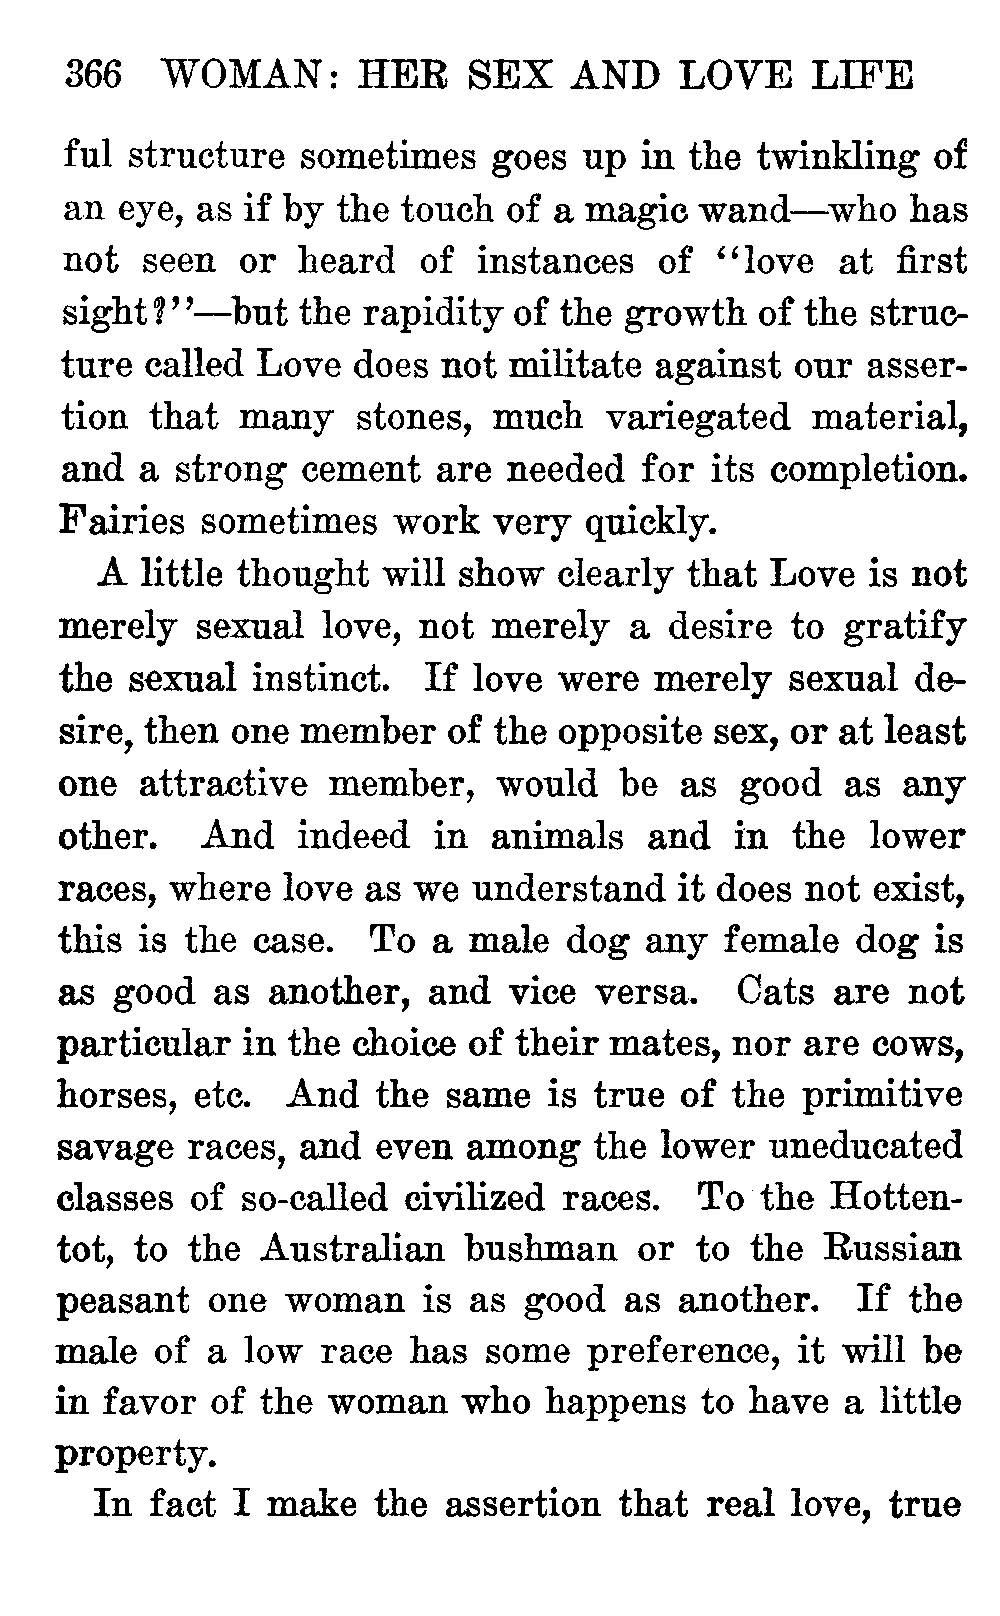 366 WOMAN: HER SEX AND LOVE LIFE
ful structure sometimes goes up in the twinkling of
an eye, as if by the touch of a magic wand—who has
not seen or heard of instances of “love at first
sight?”—but the rapidity of the growth of the struc-
ture called Love does not militate against our asser-
tion that many stones, much variegated material,
and a strong cement are needed for its completion.
Fairies sometimes work very quickly.
A little thought will show clearly that Love is not
merely sexual love, not merely a desire to gratify
the sexual instinct. If love were merely sexual de-
sire, then one member of the opposite sex, or at least
one attractive member, would be as good as any
other. And indeed in animals and in the lower
races, where love as we understand it does not exist,
this is the case. To a male dog any female dog is
as good as another, and vice versa. Cats are not
particular in the choice of their mates, nor are cows,
horses, etc. And the same is true of the primitive
savage races, and even among the lower uneducated
classes of so-called civilized races. To the Hotten-
tot, to the Australian bushman or to the Russian
peasant one woman is as good as another. If the
male of a low race has some preference, it will be
in favor of the woman who happens to have a little
property.
In fact I make the assertion that real love, true